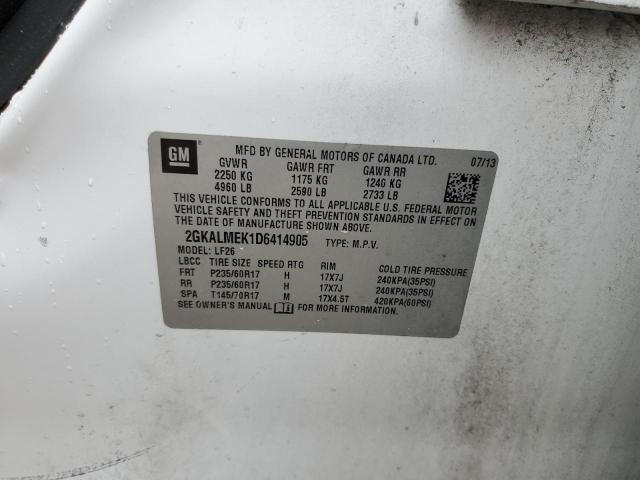 GM
MFD BY GENERAL MOTORS OF CANADA LTD. 07/13
GVWR GAWR FRT GAWR RR
2250 KG 1175 KG 1240 KG
4960 LB 2590 LB 2733 LB
THIS VEHICLE CONFORMS TO ALL APPLICABLE U.S. FEDERAL MOTOR
VEHICLE SAFETY AND THEFT PREVENTION STANDARDS IN EFFECT ON
THE DATE OF MANUFACTURE SHOWN ABOVE.
2GKALMEK1D6414905 TYPE: M.P.V.
MODEL: LF26
LBCC TIRE SIZE SPEED RTG RIM COLD TIRE PRESSURE
FRT P235/60R17 H 17X7J 240KPA(35PSI)
RR P235/60R17 H 17X7J 240KPA(35PSI)
SPA T145/70R17 M 17X4.5T 420KPA(60PSI)
SEE OWNER'S MANUAL FOR MORE INFORMATION.